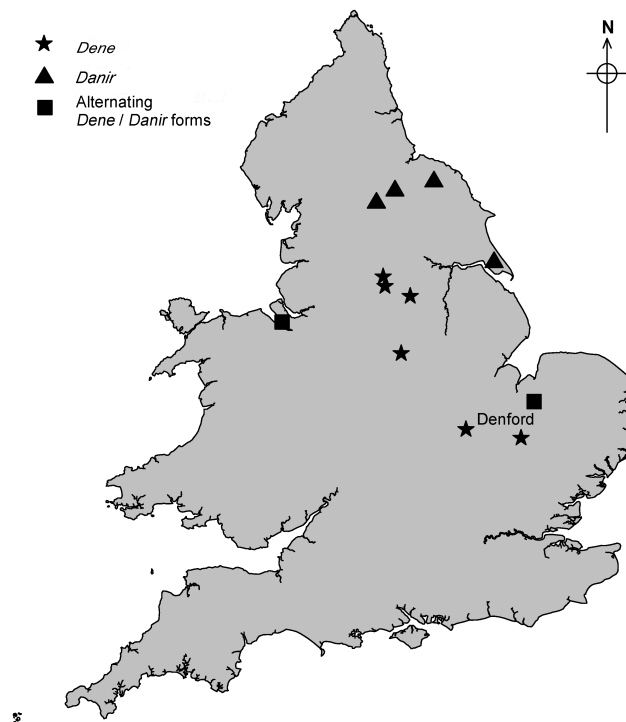 Dene
Danir
Alternating
Dene / Danir forms
N
Denford